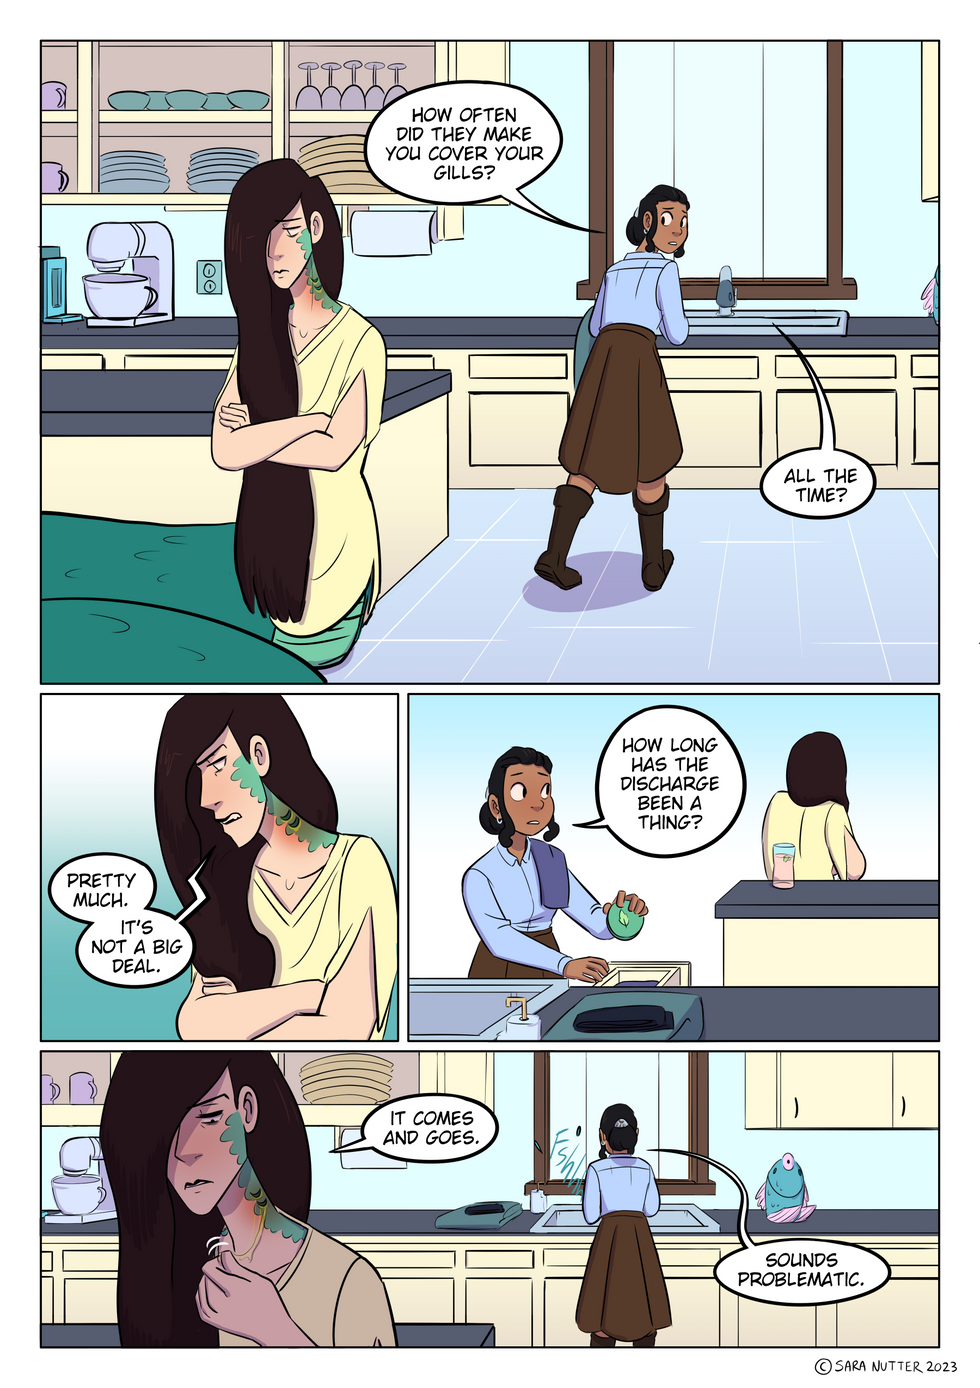 HOW OFTEN
DID THEY MAKE
YOU COVER YOUR
GILLS?
ALL THE
TIME?
PRETTY
MUCH.
IT'S
NOT A BIG
DEAL.
HOW LONG
HAS THE
DISCHARGE
BEEN A
THING?
IT COMES
AND GOES.
Fshhh
SOUNDS
PROBLEMATIC.
© SARA NUTTER 2023